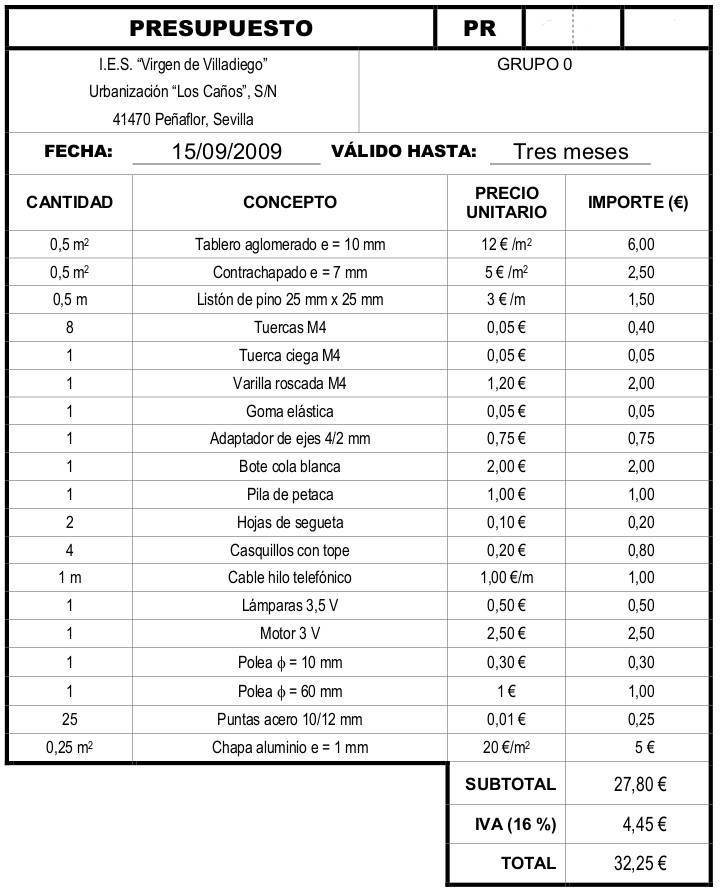 PRESUPUESTO PR
I.E.S. “Virgen de Villadiego” GRUPO 0
Urbanización “Los Caños”, S/N
41470 Peñaflor, Sevilla
FECHA: 15/09/2009 VÁLIDO HASTA: Tres meses
CANTIDAD CONCEPTO PRECIO UNITARIO IMPORTE (€)
0,5 m² Tablero aglomerado e = 10 mm 12 € /m² 6,00
0,5 m² Contrachapado e = 7 mm 5 € /m² 2,50
0,5 m Listón de pino 25 mm x 25 mm 3 € /m 1,50
8 Tuercas M4 0,05 € 0,40
1 Tuerca ciega M4 0,05 € 0,05
1 Varilla roscada M4 1,20 € 2,00
1 Goma elástica 0,05 € 0,05
1 Adaptador de ejes 4/2 mm 0,75 € 0,75
1 Bote cola blanca 2,00 € 2,00
1 Pila de petaca 1,00 € 1,00
2 Hojas de segueta 0,10 € 0,20
4 Casquillos con tope 0,20 € 0,80
1 m Cable hilo telefónico 1,00 €/m 1,00
1 Lámparas 3,5 V 0,50 € 0,50
1 Motor 3 V 2,50 € 2,50
1 Polea ϕ = 10 mm 0,30 € 0,30
1 Polea ϕ = 60 mm 1 € 1,00
25 Puntas acero 10/12 mm 0,01 € 0,25
0,25 m² Chapa aluminio e = 1 mm 20 €/m² 5 €
SUBTOTAL 27,80 €
IVA (16 %) 4,45 €
TOTAL 32,25 €